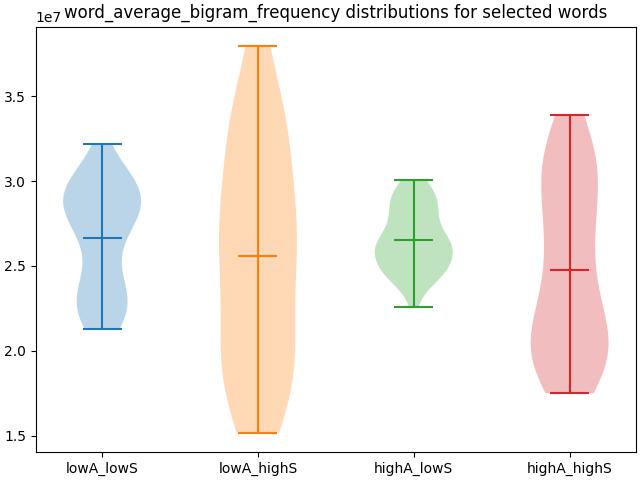 word_average_bigram_frequency distributions for selected words
1e7
3.5
3.0
2.5
2.0
1.5
lowA_lowS lowA_highS highA_lowS highA_highS